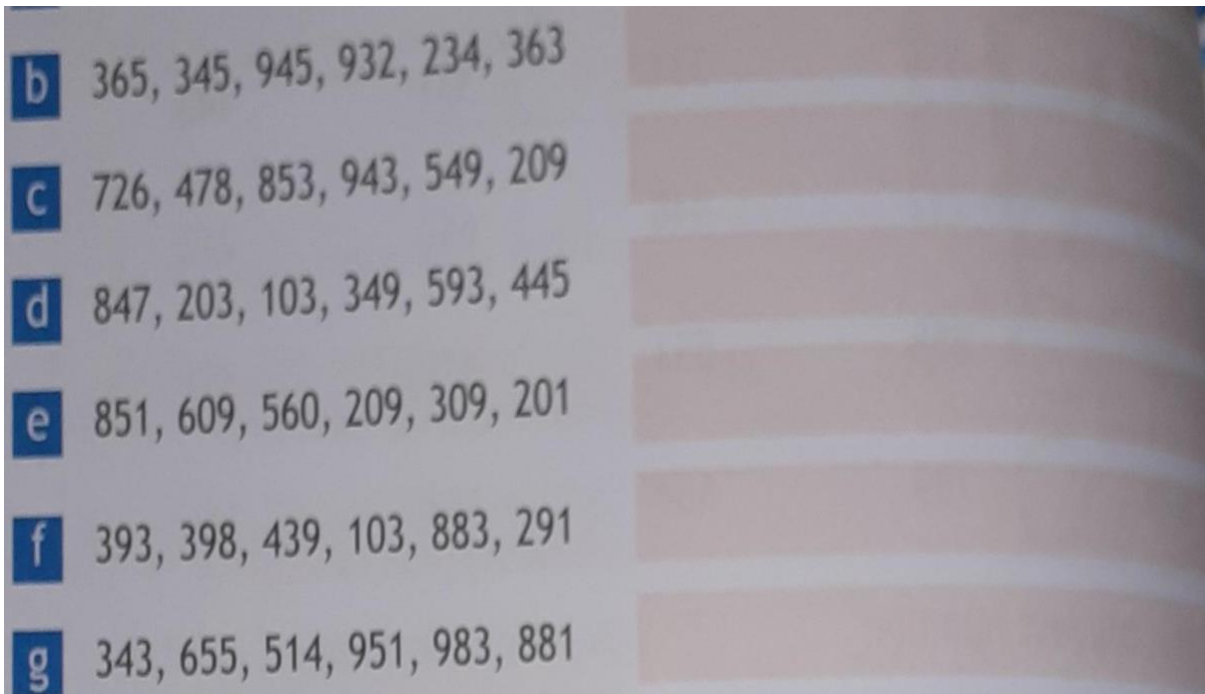 b 365, 345, 945, 932, 234, 363
c 726, 478, 853, 943, 549, 209
d 847, 203, 103, 349, 593, 445
e 851, 609, 560, 209, 309, 201
f 393, 398, 439, 103, 883, 291
g 343, 655, 514, 951, 983, 881